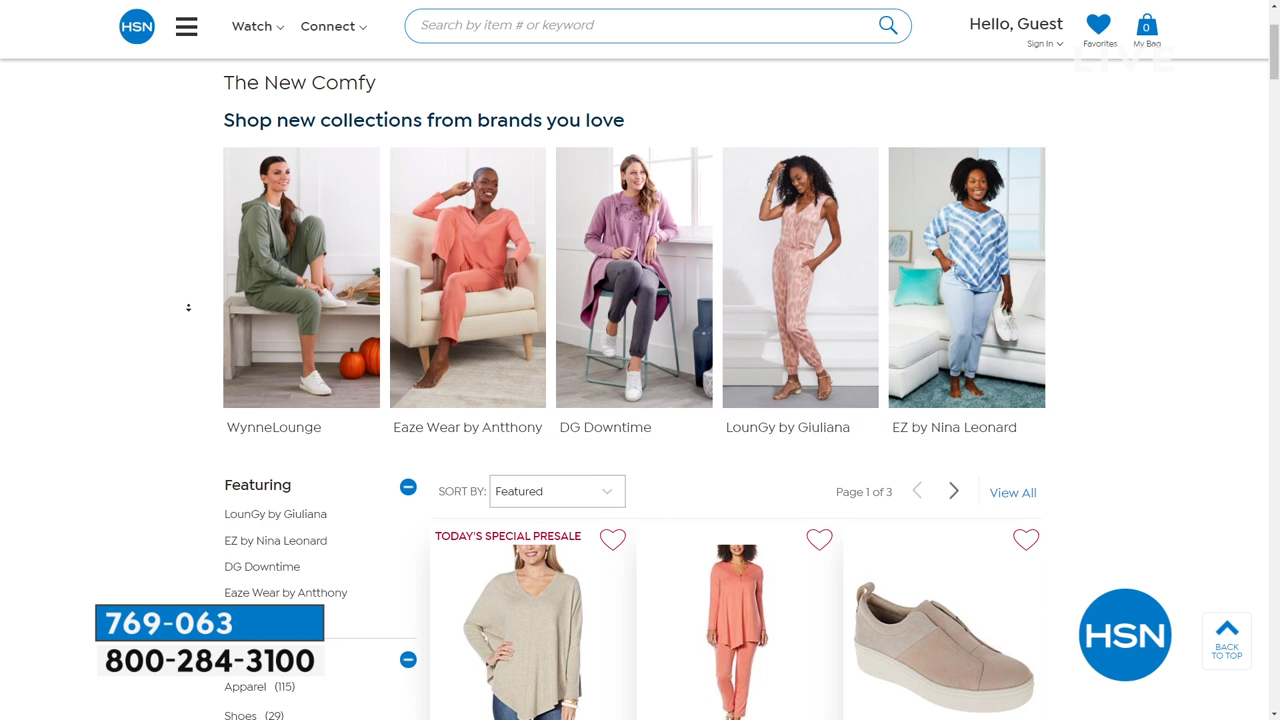 HSN
Watch
Connect
Search by item # or keyword
Hello, Guest
Sign In
Favorites
0
My Bag
LIVE
The New Comfy
Shop new collections from brands you love
WynneLounge
Eaze Wear by Antthony
DG Downtime
LounGy by Giuliana
EZ by Nina Leonard
Featuring
LounGy by Giuliana
EZ by Nina Leonard
DG Downtime
Eaze Wear by Antthony
SORT BY:
Featured
Page 1 of 3
View All
TODAY'S SPECIAL PRESALE
769-063
800-284-3100
Apparel (115)
Shoes (29)
HSN
BACK
TO TOP